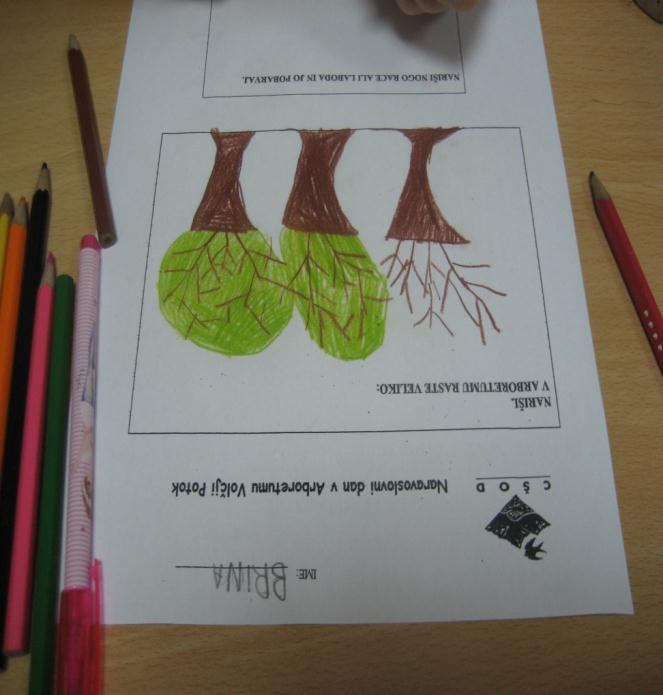 IME: BRINA
C Š O D
Naravoslovni dan v Arboretumu Volčji Potok
NARIŠI.
V ARBORETUMU RASTE VELIKO:
NARIŠI NOGO RACE ALI LABODA IN JO POBARVAJ.